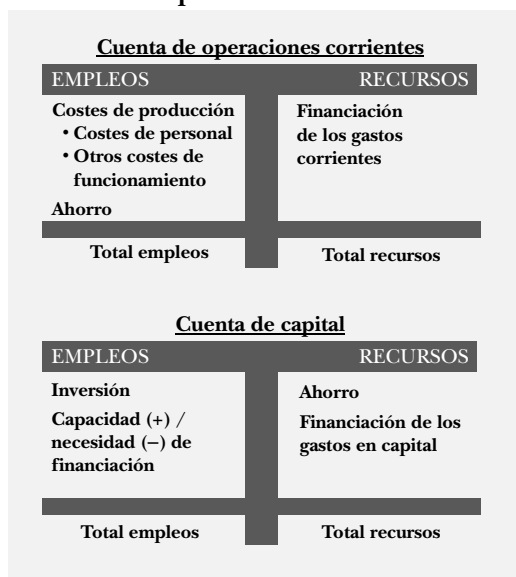 Cuenta de operaciones corrientes
EMPLEOS
RECURSOS
Costes de producción
• Costes de personal
• Otros costes de
funcionamiento
Ahorro
Financiación
de los gastos
corrientes
Total empleos
Total recursos
Cuenta de capital
EMPLEOS
RECURSOS
Inversión
Capacidad (+) /
necesidad (−) de
financiación
Ahorro
Financiación de los
gastos en capital
Total empleos
Total recursos